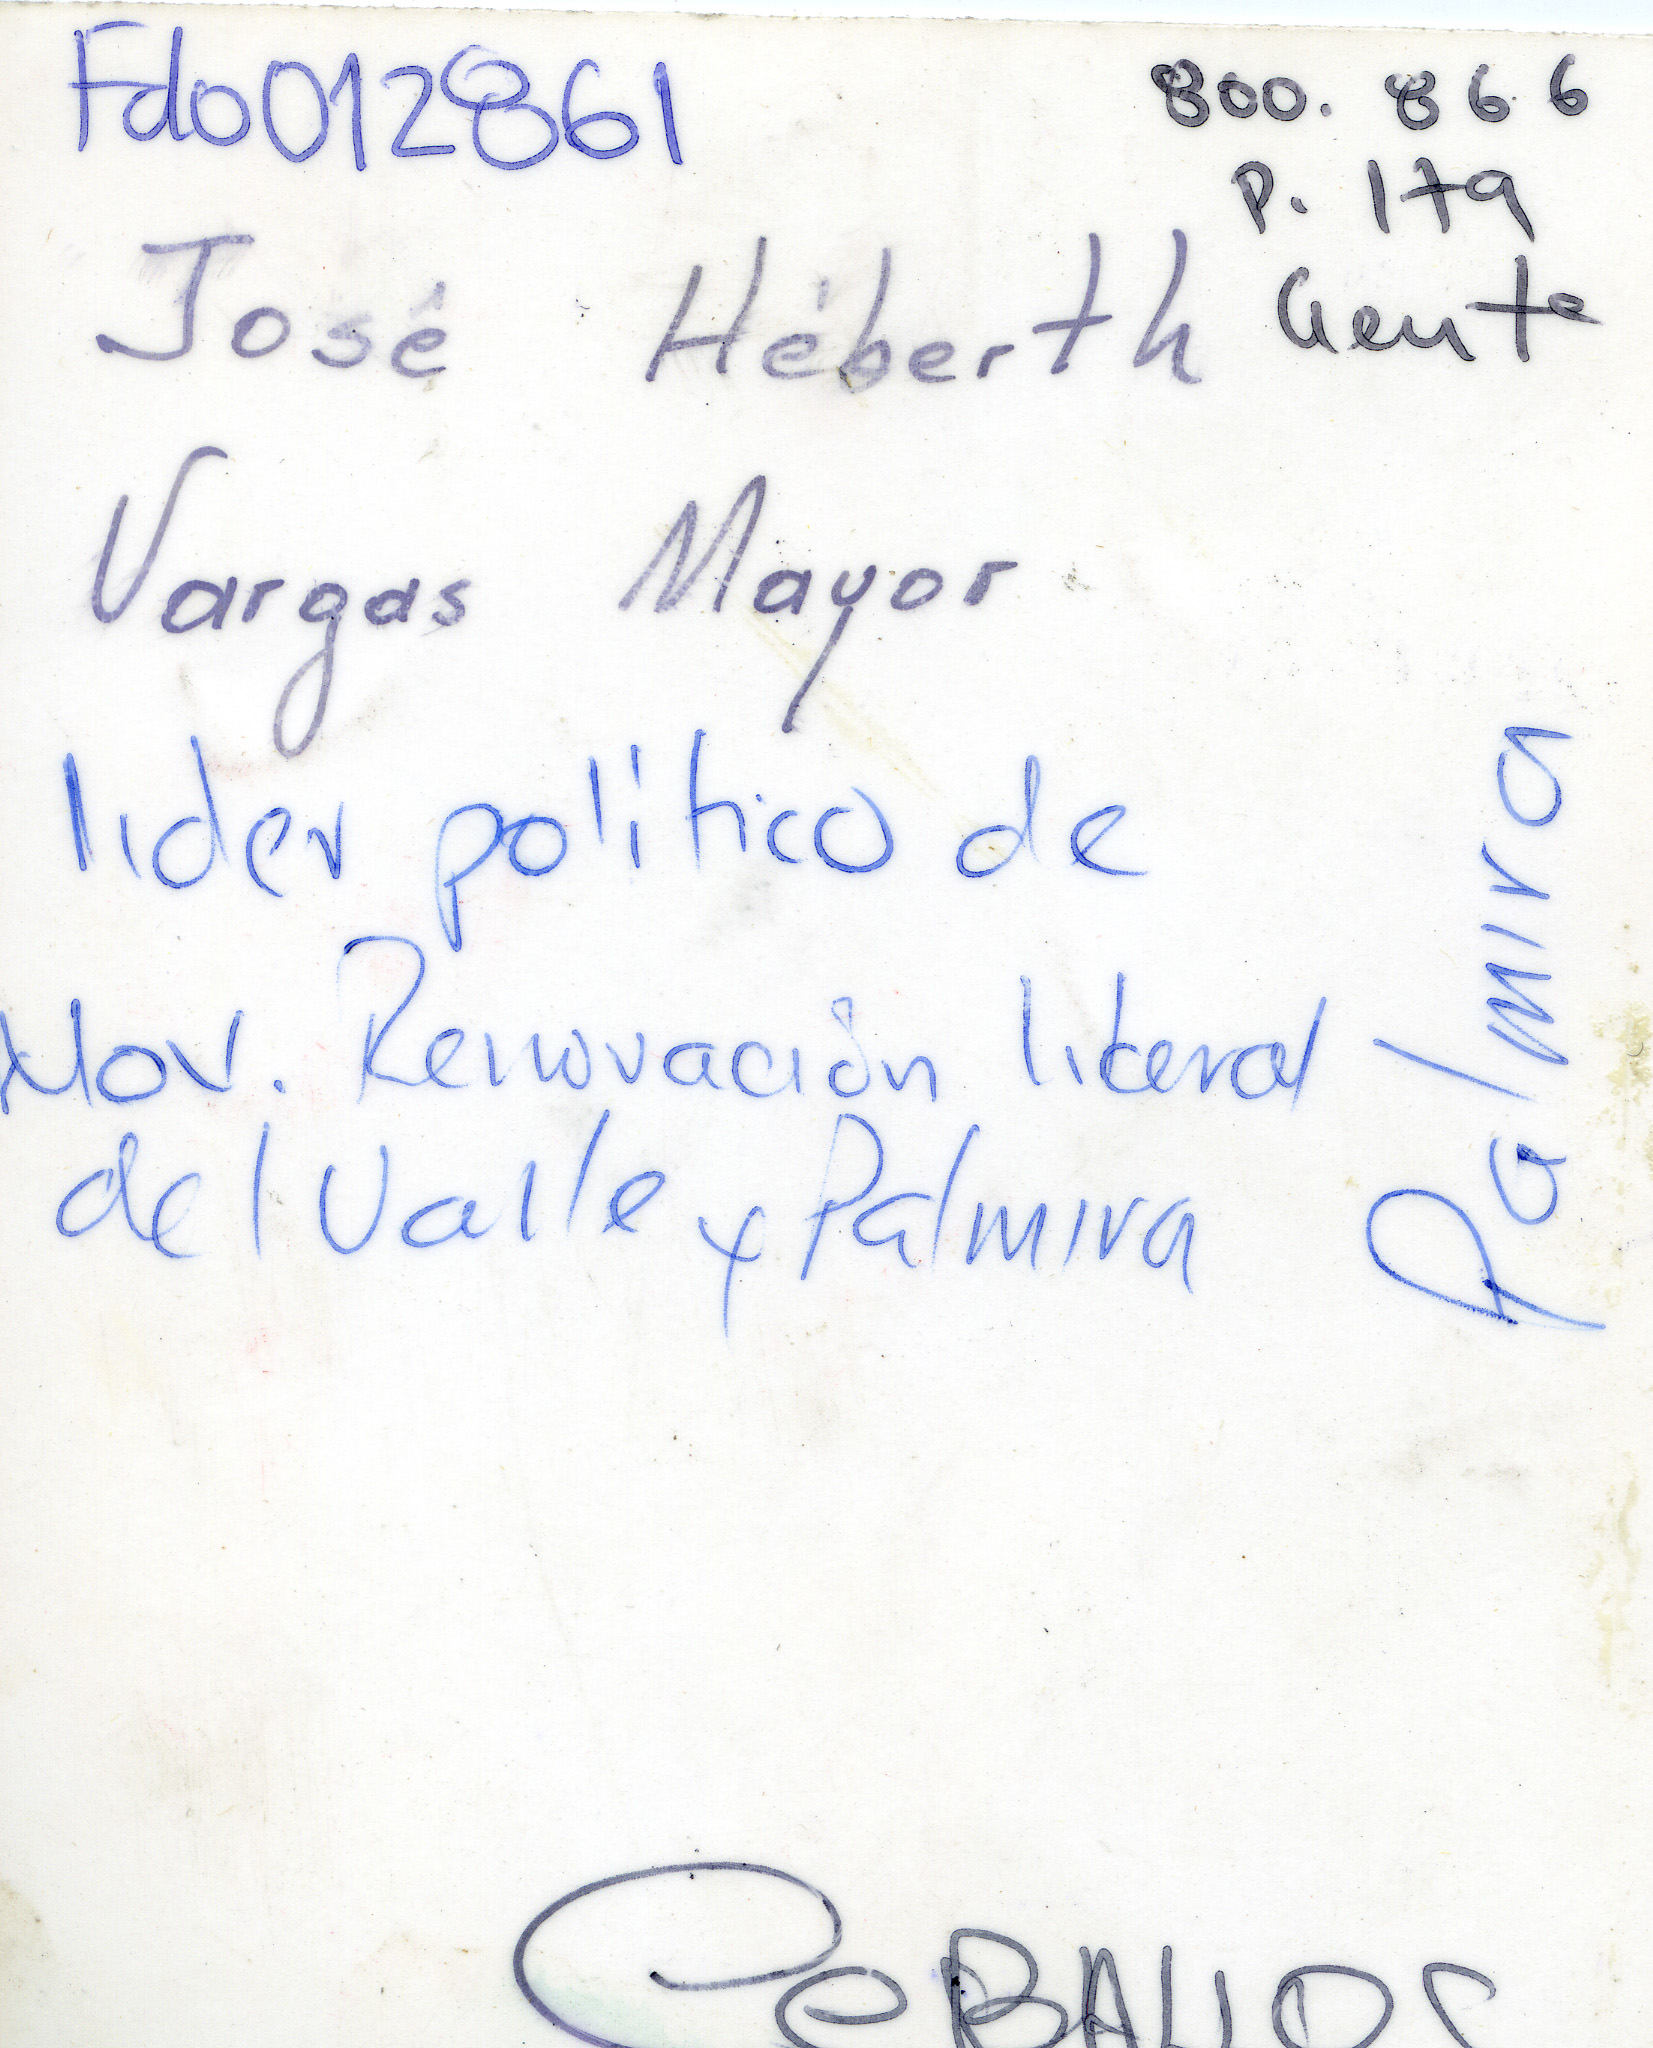 Fdo012861
800. 866
P. 179
Gente
José Héberth
Vargas Mayor
lider político de
Mov. Renovación liberal
del Valle y Palmira
Palmira
CeBAllos